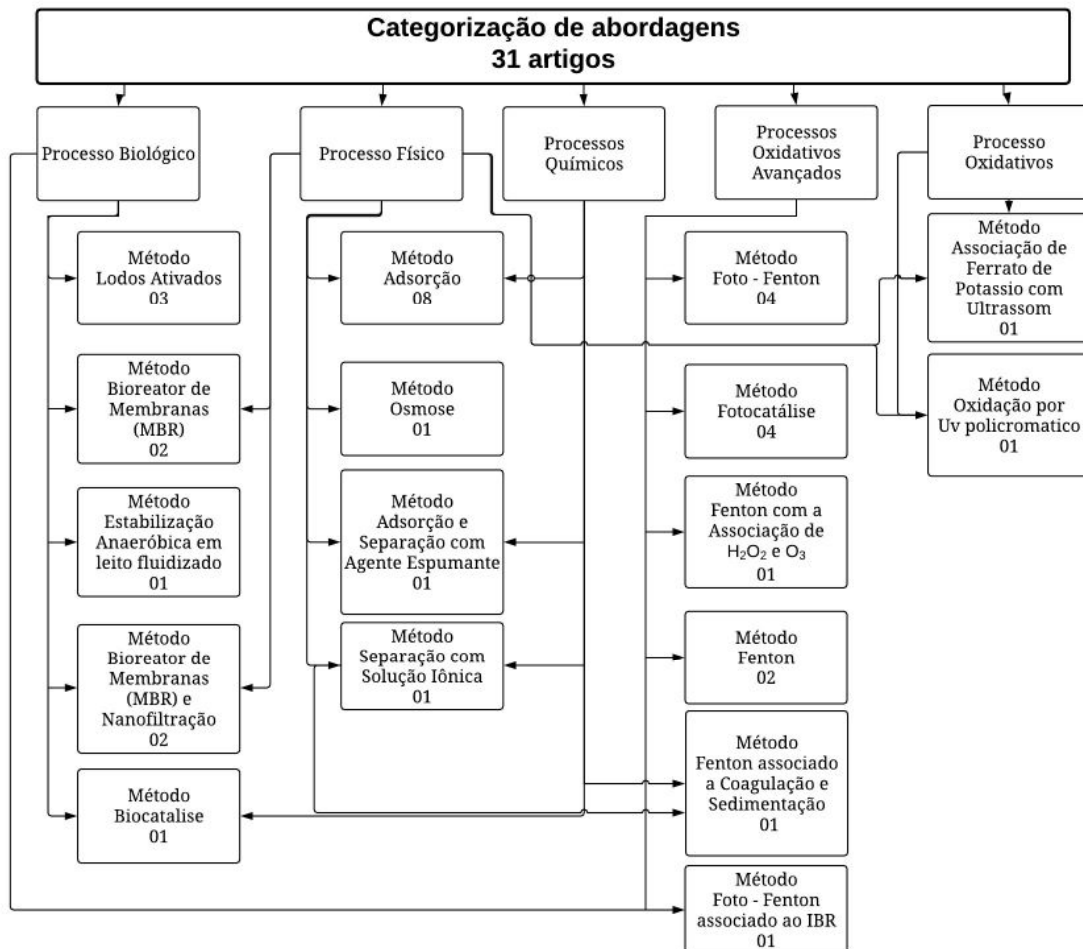 Categorização de abordagens
31 artigos
Processo Biológico
Processo Físico
Processos
Químicos
Processos
Oxidativos
Avançados
Processo
Oxidativos
Método
Lodos Ativados
03
Método
Bioreator de
Membranas
(MBR)
02
Método
Estabilização
Anaeróbica em
leito fluidizado
01
Método
Bioreator de
Membranas
(MBR) e
Nanofiltração
02
Método
Biocatalise
01
Método
Adsorção
08
Método
Osmose
01
Método
Adsorção e
Separação com
Agente Espumante
01
Método
Separação com
Solução Iônica
01
Método
Foto - Fenton
04
Método
Fotocatálise
04
Método
Fenton com a
Associação de
H₂O₂ e O₃
01
Método
Fenton
02
Método
Fenton associado
a Coagulação e
Sedimentação
01
Método
Foto - Fenton
associado ao IBR
01
Método
Associação de
Ferrato de
Potassio com
Ultrassom
01
Método
Oxidação por
Uv policromatico
01